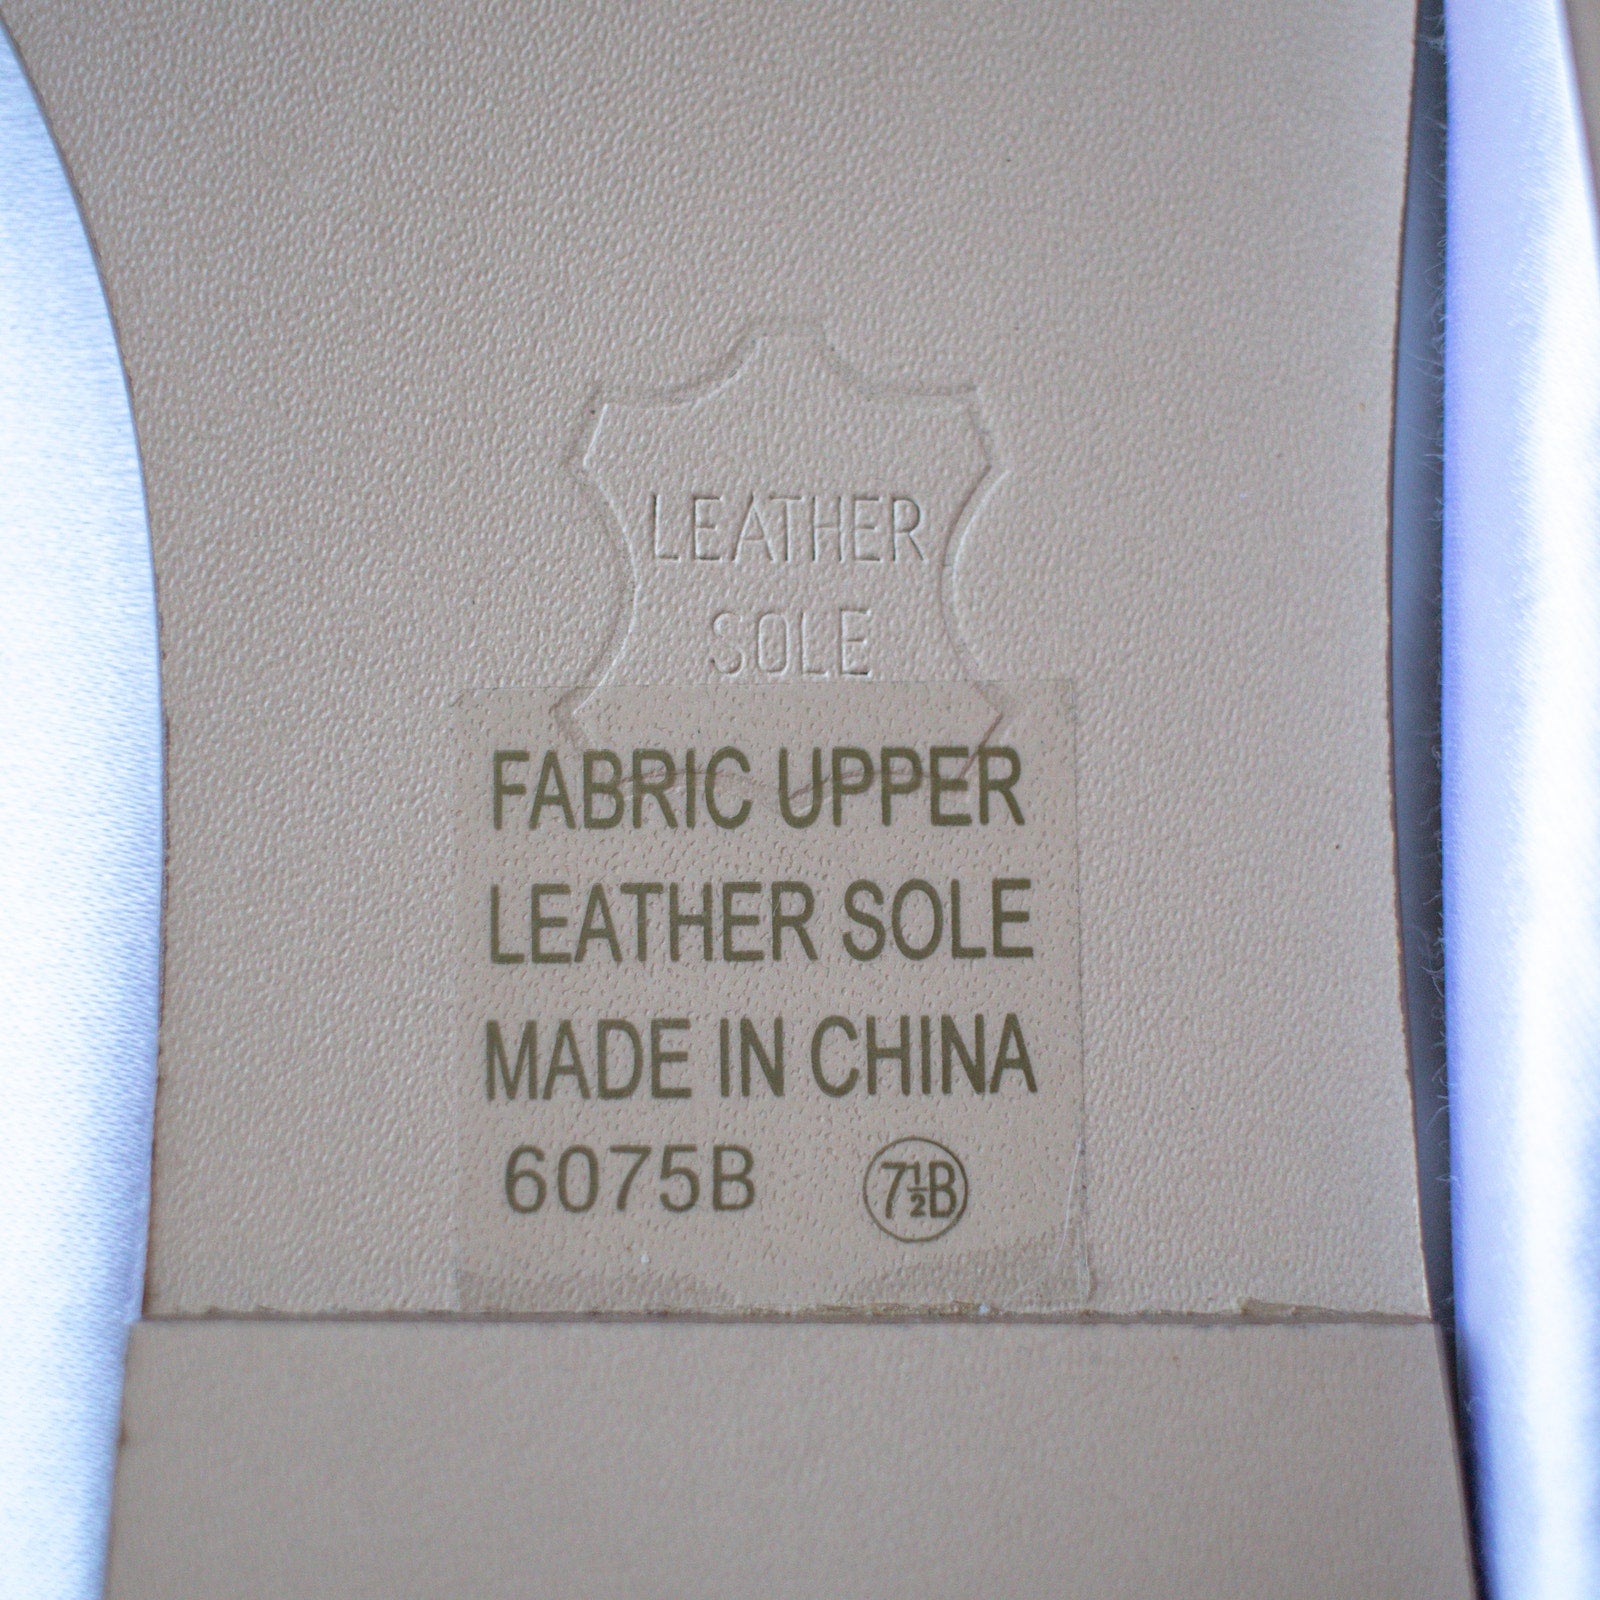 LEATHER
SOLE
FABRIC UPPER
LEATHER SOLE
MADE IN CHINA
6075B 7½B